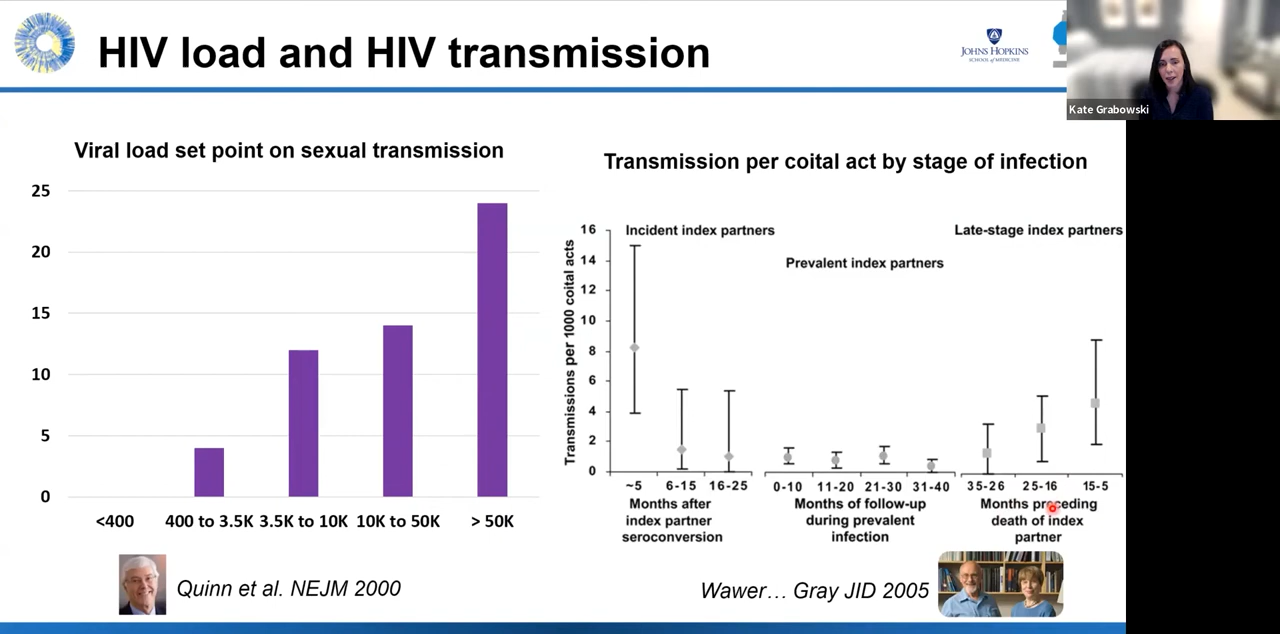 HIV load and HIV transmission
JOHNS HOPKINS
SCHOOL of MEDICINE
Kate Grabowski
Viral load set point on sexual transmission
25
20
15
10
5
0
<400 400 to 3.5K 3.5K to 10K 10K to 50K > 50K
Quinn et al. NEJM 2000
Transmission per coital act by stage of infection
Transmissions per 1000 coital acts
16
14
12
10
8
6
4
2
0
Incident index partners
Prevalent index partners
Late-stage index partners
~5 6-15 16-25
Months after
index partner
seroconversion
0-10 11-20 21-30 31-40
Months of follow-up
during prevalent
infection
35-26 25-16 15-5
Months preceding
death of index
partner
Wawer... Gray JID 2005